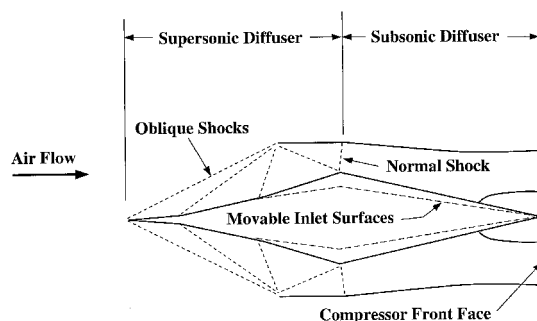 Supersonic Diffuser
Subsonic Diffuser
Oblique Shocks
Air Flow
Normal Shock
Movable Inlet Surfaces
Compressor Front Face